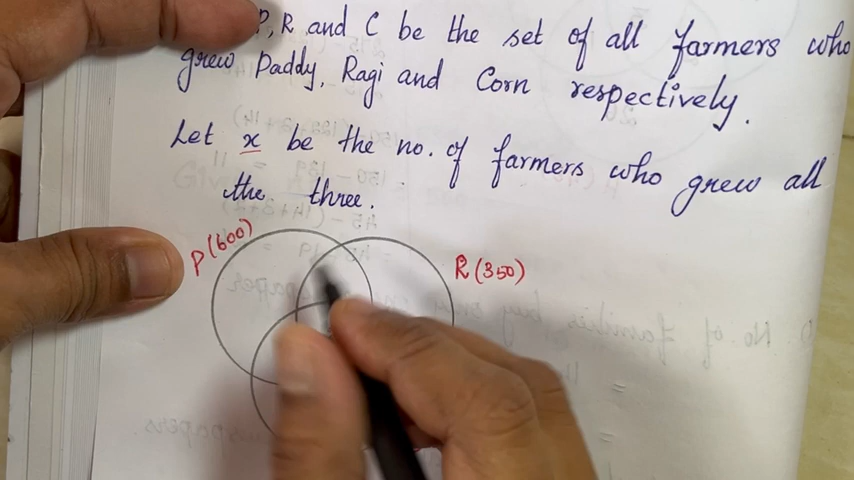 P, R and C be the set of all farmers who
grew Paddy, Ragi and Corn respectively.
Let x be the no. of farmers who grew all
the three.
P(600)
R(350)